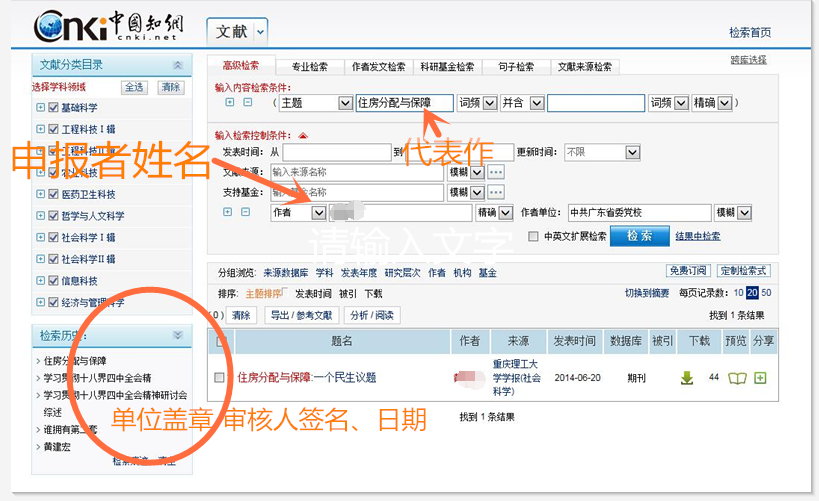 Cnki 中國知網
cnki.net
文献
检索首页
跨库选择
文献分类目录
选择学科领域 全选 清除
基础科学
工程科技Ⅰ辑
工程科技Ⅱ辑
农业科技
医药卫生科技
哲学与人文科学
社会科学Ⅰ辑
社会科学Ⅱ辑
信息科技
经济与管理科学
检索历史:
住房分配与保障
学习贯彻十八界四中全会精
学习贯彻十八界四中全会精神研讨会
综述
谁拥有第二套
黄建宏
检索痕迹 清空
高级检索 专业检索 作者发文检索 科研基金检索 句子检索 文献来源检索
输入内容检索条件:
( 主题 住房分配与保障 词频 并含 词频 精确 )
输入检索控制条件:
发表时间: 从 到 更新时间: 不限
文献来源: 输入来源名称 模糊 ...
支持基金: 输入基金名称 模糊 ...
作者 精确 作者单位: 中共广东省委党校 模糊
中英文扩展检索 检索 结果中检索
申报者姓名
代表作
请输入文字
分组浏览: 来源数据库 学科 发表年度 研究层次 作者 机构 基金 免费订阅 定制检索式
排序: 主题排序 发表时间 被引 下载 切换到摘要 每页记录数: 10 20 50
(0) 清除 导出 / 参考文献 分析 / 阅读 找到 1 条结果
题名 作者 来源 发表时间 数据库 被引 下载 预览 分享
住房分配与保障:一个民生议题 重庆理工大
学学报(社会
科学) 2014-06-20 期刊 44
找到 1 条结果
单位盖章 审核人签名、日期